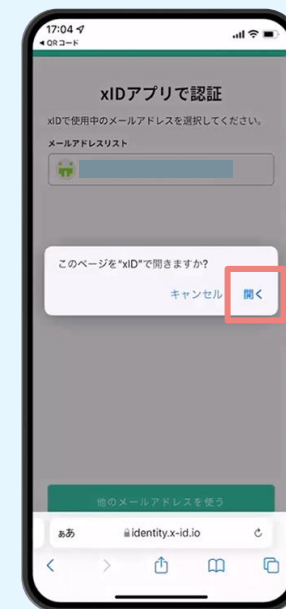 17:04
◀ QRコード
xIDアプリで認証
xIDで使用中のメールアドレスを選択してください。
メールアドレスリスト
このページを“xID”で開きますか?
キャンセル 開く
他のメールアドレスを使う
ぁあ identity.x-id.io